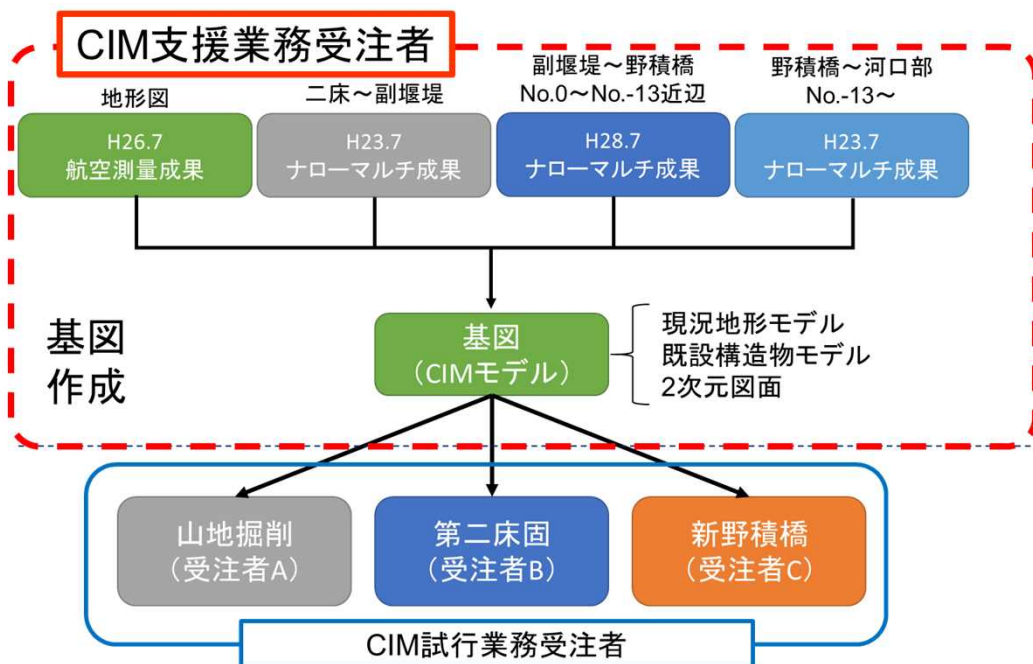 CIM支援業務受注者
地形図
二床～副堰堤
副堰堤～野積橋
No.0～No.-13近辺
野積橋～河口部
No.-13～
H26.7
航空測量成果
H23.7
ナローマルチ成果
H28.7
ナローマルチ成果
H23.7
ナローマルチ成果
基図
作成
基図
（CIMモデル）
現況地形モデル
既設構造物モデル
2次元図面
山地掘削
（受注者A）
第二床固
（受注者B）
新野積橋
（受注者C）
CIM試行業務受注者